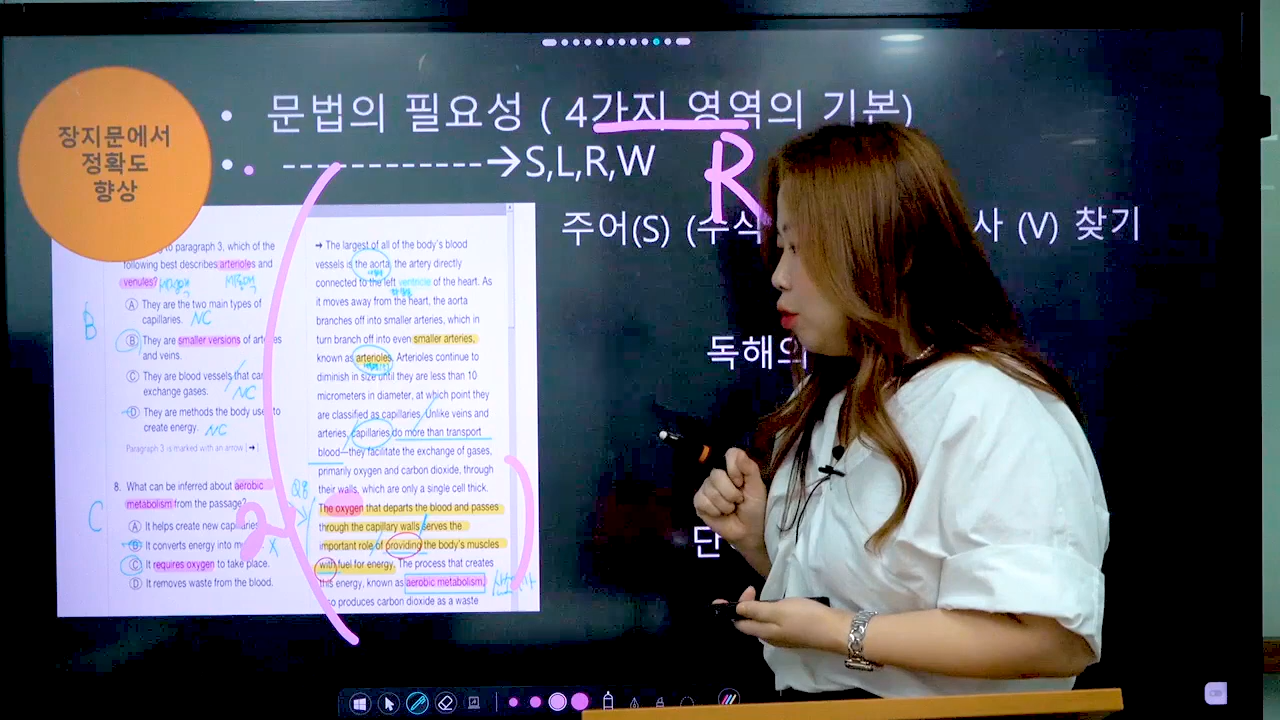 장지문에서
정확도
향상
• 문법의 필요성 ( 4가지 영역의 기본)
• ------------→S,L,R,W
R
주어(S) (수식
사 (V) 찾기
독해의
단
to paragraph 3, which of the
following best describes arterioles and
venules?
Ⓐ They are the two main types of
capillaries. NC
B
Ⓑ They are smaller versions of arteries
and veins.
Ⓒ They are blood vessels that can
exchange gases. NC
Ⓓ They are methods the body uses to
create energy. NC
Paragraph 3 is marked with an arrow [➔]
8. What can be inferred about aerobic
metabolism from the passage?
C
Ⓐ It helps create new capillaries.
Ⓑ It converts energy into X
Ⓒ It requires oxygen to take place.
Ⓓ It removes waste from the body.
➔ The largest of all of the body's blood
vessels is the aorta, the artery directly
connected to the left ventricle of the heart. As
it moves away from the heart, the aorta
branches off into smaller arteries, which in
turn branch off into even smaller arteries,
known as arterioles. Arterioles continue to
diminish in size until they are less than 10
micrometers in diameter, at which point they
are classified as capillaries. Unlike veins and
arteries, capillaries do more than transport
blood—they facilitate the exchange of gases,
primarily oxygen and carbon dioxide, through
their walls, which are only a single cell thick.
Q8
The oxygen that departs the blood and passes
through the capillary walls serves the
important role of providing the body's muscles
with fuel for energy. The process that creates
this energy, known as aerobic metabolism,
so produces carbon dioxide as a waste